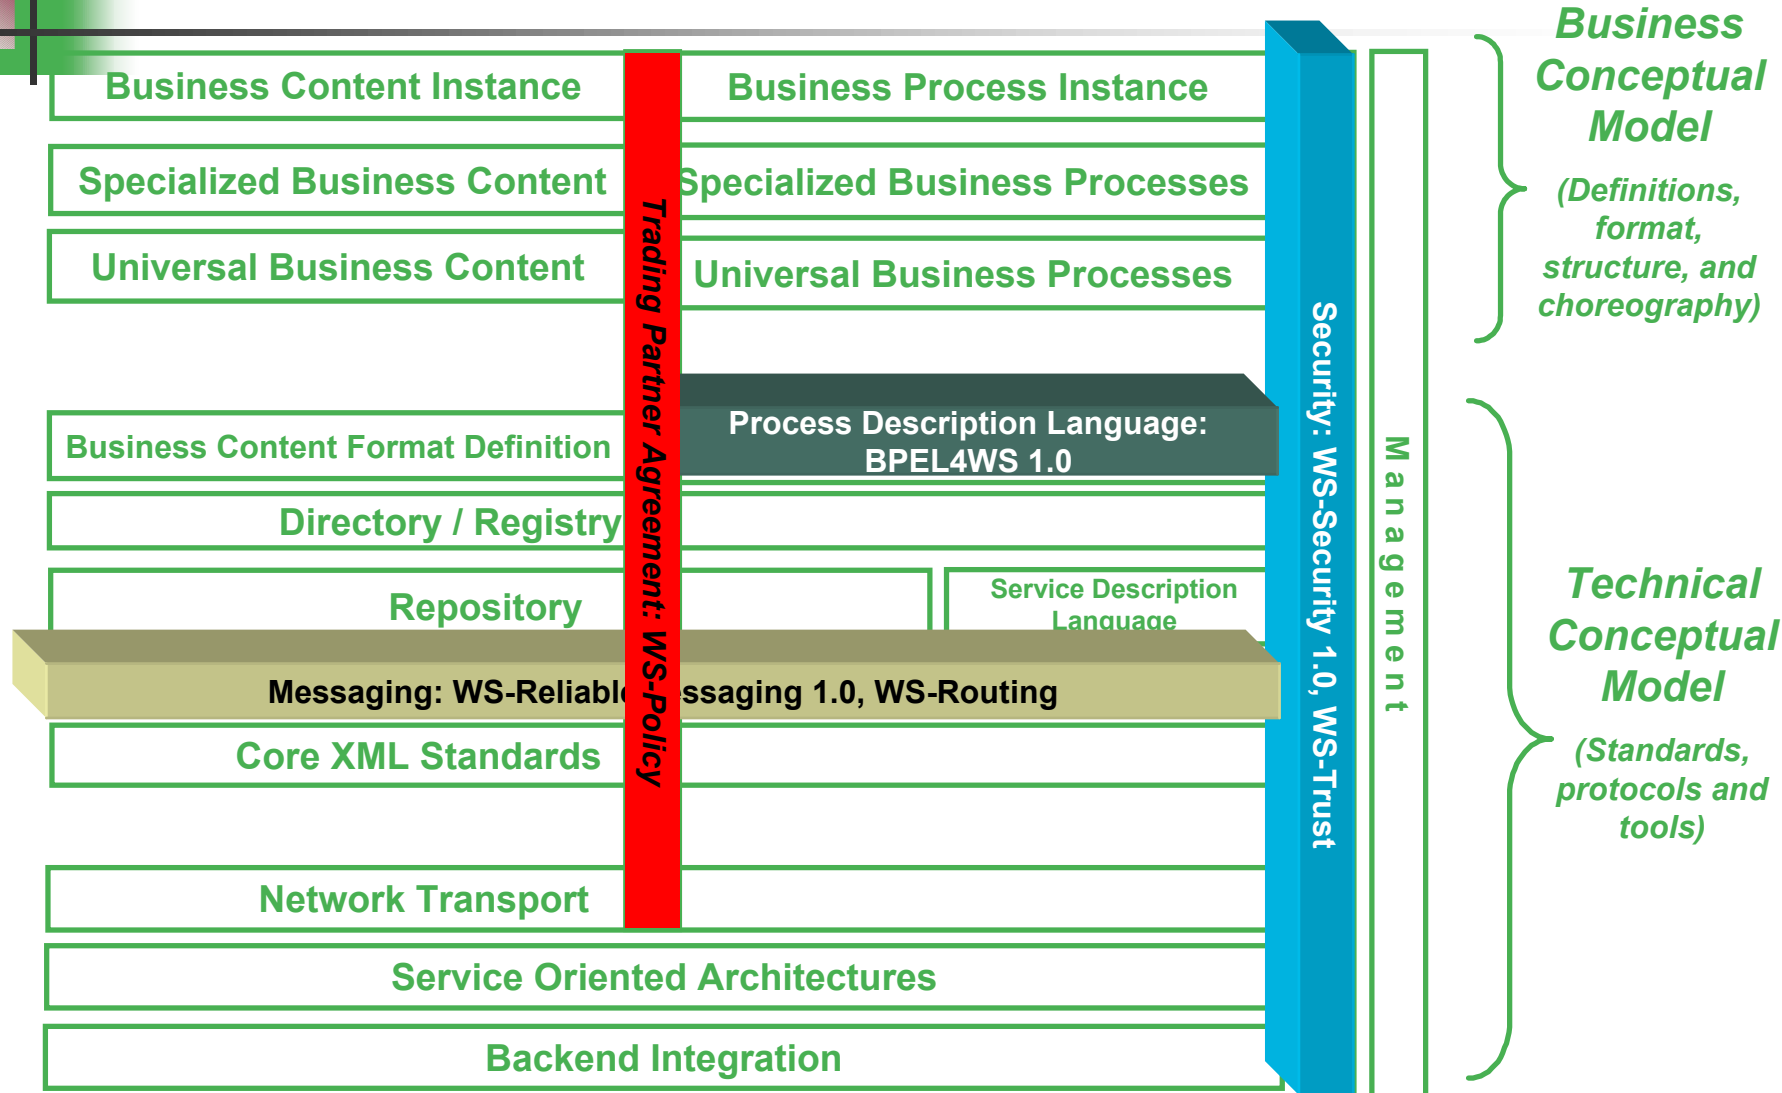 Business Content Instance
Business Process Instance
Specialized Business Content
Specialized Business Processes
Universal Business Content
Universal Business Processes
Business Content Format Definition
Process Description Language:
BPEL4WS 1.0
Directory / Registry
Repository
Service Description
Language
Messaging: WS-Reliable ssaging 1.0, WS-Routing
Core XML Standards
Network Transport
Service Oriented Architectures
Backend Integration
Trading Partner Agreement: WS-Policy
Security: WS-Security 1.0, WS-Trust
Management
Business
Conceptual
Model
(Definitions,
format,
structure, and
choreography)
Technical
Conceptual
Model
(Standards,
protocols and
tools)